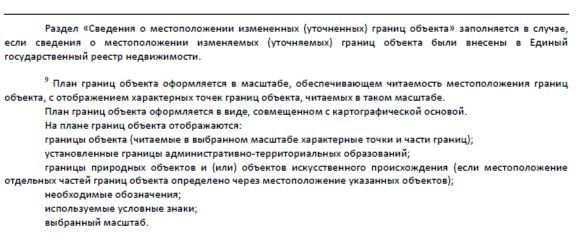 Раздел «Сведения о местоположении измененных (уточненных) границ объекта» заполняется в случае,
если сведения о местоположении изменяемых (уточняемых) границ объекта были внесены в Единый
государственный реестр недвижимости.
⁹ План границ объекта оформляется в масштабе, обеспечивающем читаемость местоположения границ
объекта, с отображением характерных точек границ объекта, читаемых в таком масштабе.
План границ объекта оформляется в виде, совмещенном с картографической основой.
На плане границ объекта отображаются:
границы объекта (читаемые в выбранном масштабе характерные точки и части границ);
установленные границы административно-территориальных образований;
границы природных объектов и (или) объектов искусственного происхождения (если местоположение
отдельных частей границ объекта определено через местоположение указанных объектов);
необходимые обозначения;
используемые условные знаки;
выбранный масштаб.